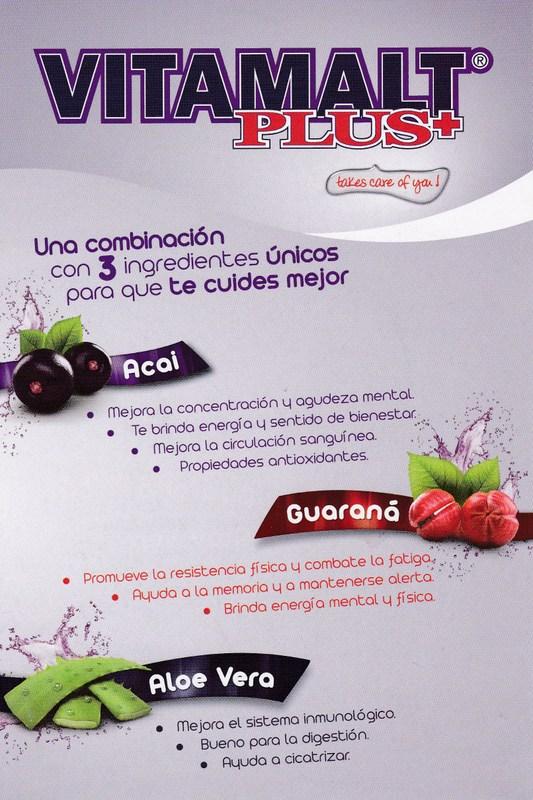 VITAMALT®
PLUS+
takes care of you!
Una combinación
con 3 ingredientes únicos
para que te cuides mejor
Acai
• Mejora la concentración y agudeza mental.
• Te brinda energía y sentido de bienestar.
• Mejora la circulación sanguínea.
• Propiedades antioxidantes.
Guaraná
• Promueve la resistencia física y combate la fatiga.
• Ayuda a la memoria y a mantenerse alerta.
• Brinda energía mental y física.
Aloe Vera
• Mejora el sistema inmunológico.
• Bueno para la digestión.
• Ayuda a cicatrizar.